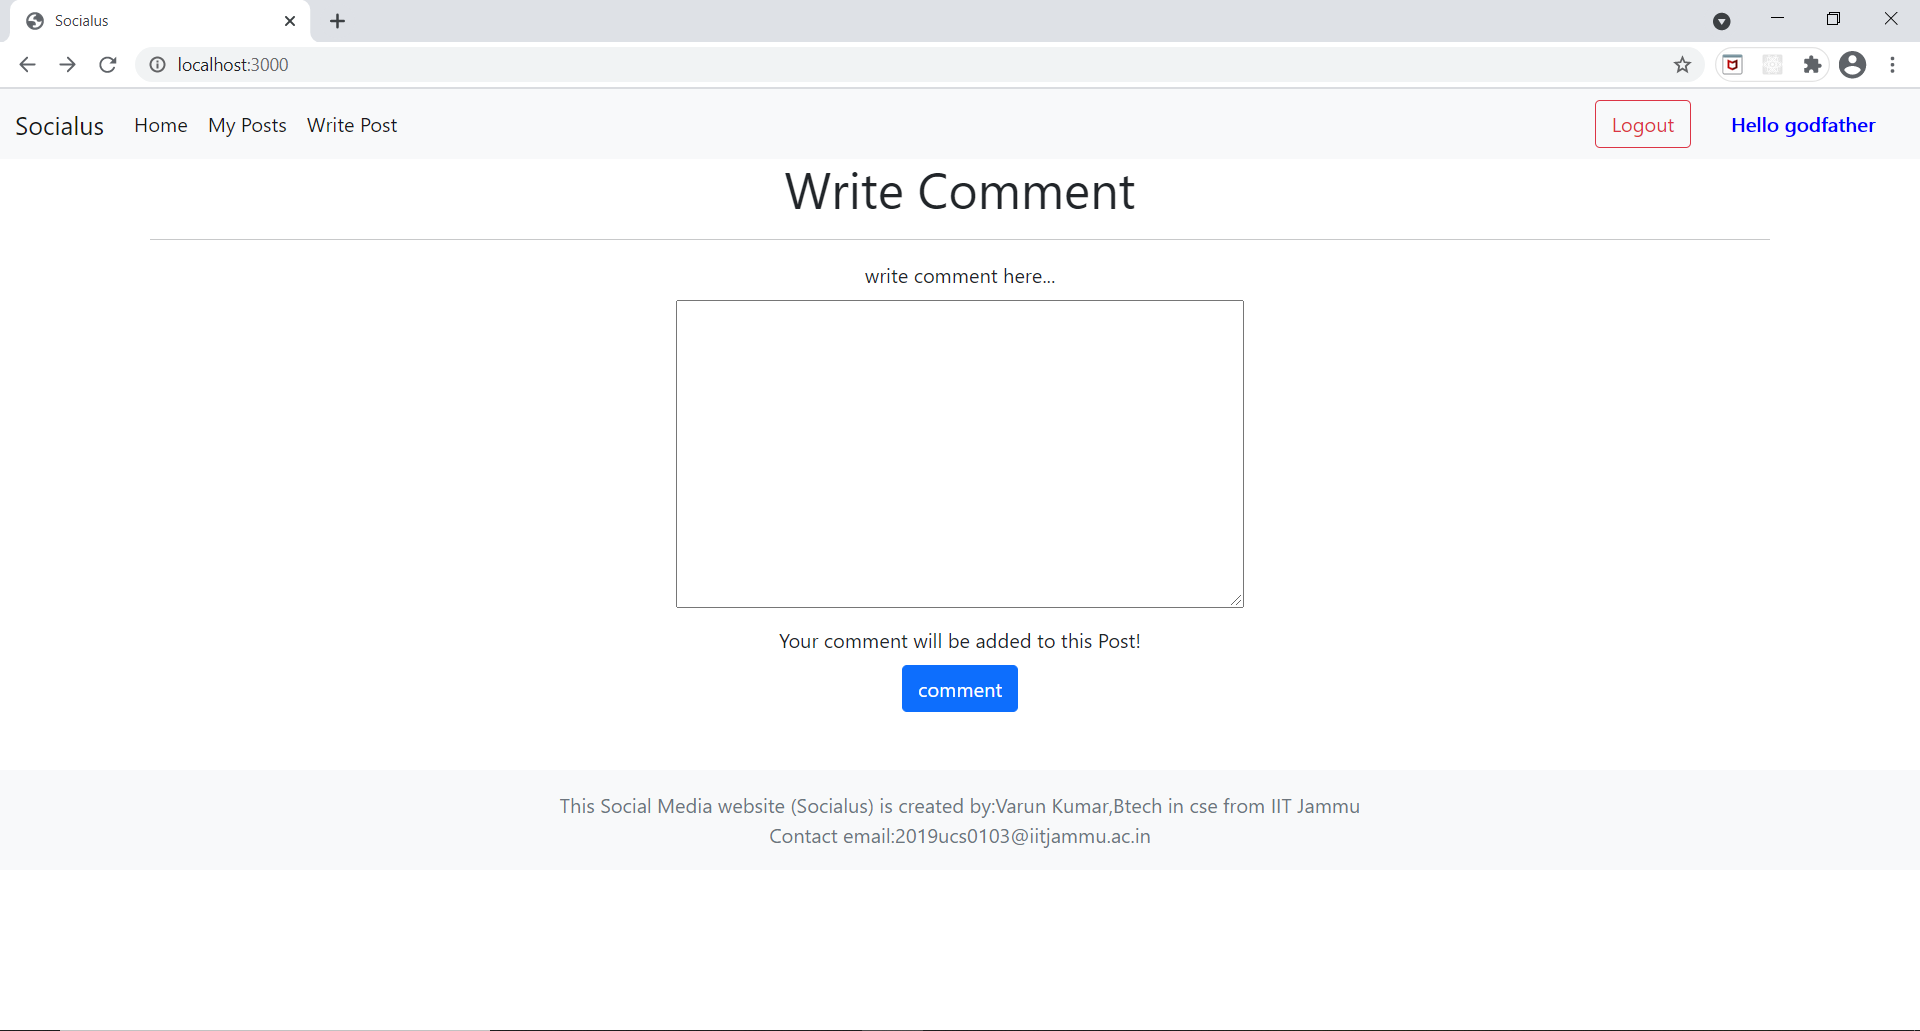 Socialus
localhost:3000
Socialus Home My Posts Write Post Logout Hello godfather
Write Comment
write comment here...
Your comment will be added to this Post!
comment
This Social Media website (Socialus) is created by:Varun Kumar,Btech in cse from IIT Jammu
Contact email:2019ucs0103@iitjammu.ac.in